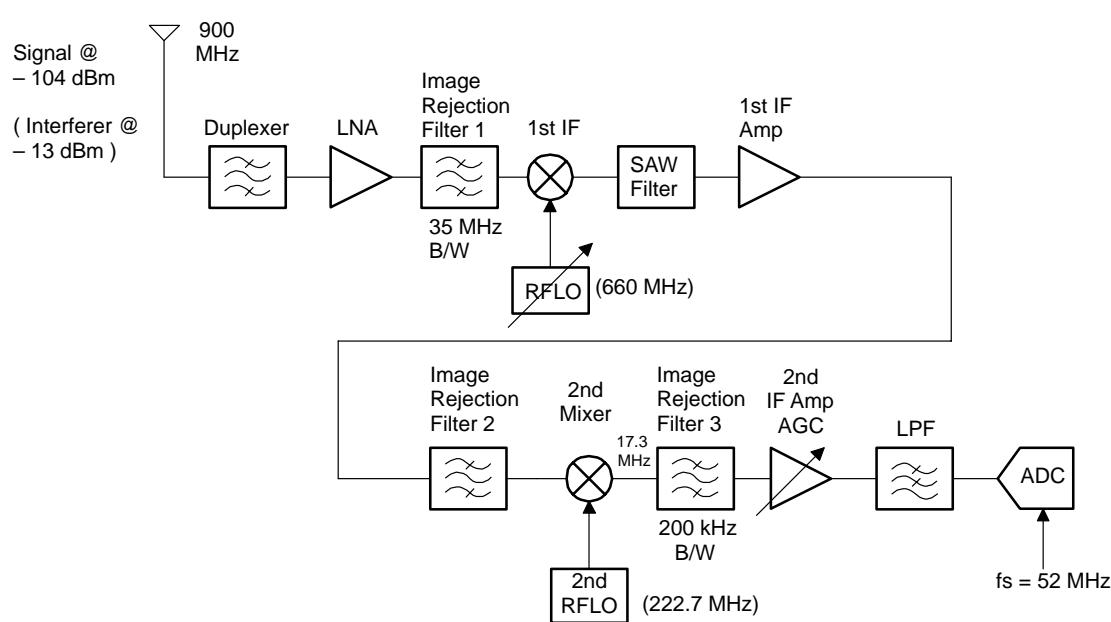 Signal @
– 104 dBm
( Interferer @
– 13 dBm )
900
MHz
Duplexer
LNA
Image
Rejection
Filter 1
35 MHz
B/W
1st IF
RFLO
(660 MHz)
SAW
Filter
1st IF
Amp
Image
Rejection
Filter 2
2nd
Mixer
17.3
MHz
2nd
RFLO
(222.7 MHz)
Image
Rejection
Filter 3
200 kHz
B/W
2nd
IF Amp
AGC
LPF
ADC
fs = 52 MHz